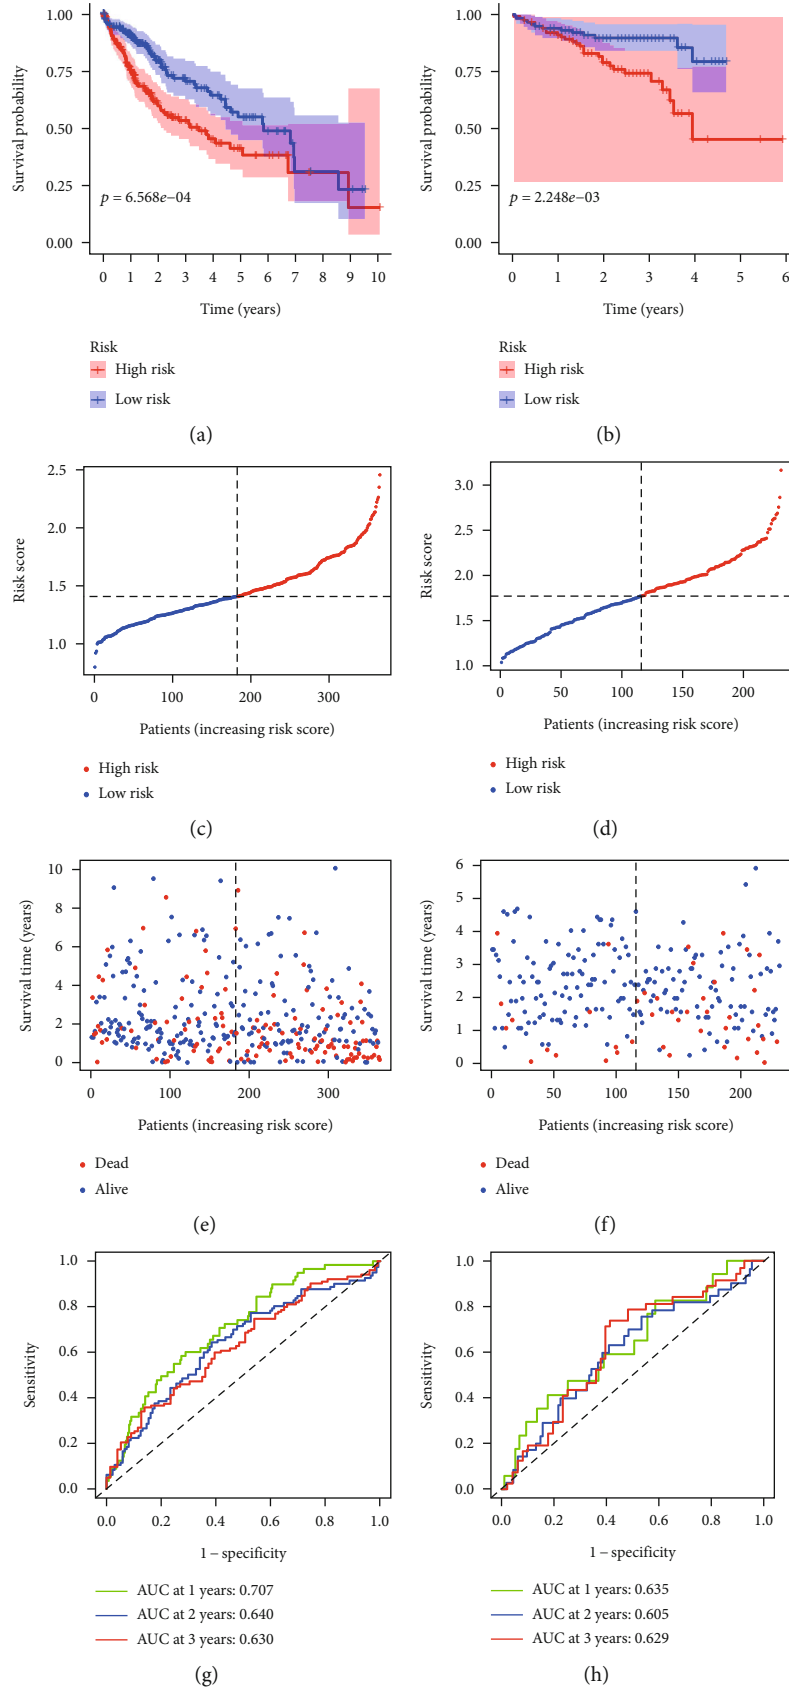 1.00
0.75
0.50
0.25
0.00
Survival probability
p = 6.568e−04
0 1 2 3 4 5 6 7 8 9 10
Time (years)
Risk
High risk
Low risk
(a)
1.00
0.75
0.50
0.25
0.00
Survival probability
p = 2.248e−03
0 1 2 3 4 5 6
Time (years)
Risk
High risk
Low risk
(b)
2.5
2.0
1.5
1.0
Risk score
0 100 200 300
Patients (increasing risk score)
High risk
Low risk
(c)
3.0
2.5
2.0
1.5
1.0
Risk score
0 50 100 150 200
Patients (increasing risk score)
High risk
Low risk
(d)
10
8
6
4
2
0
Survival time (years)
0 100 200 300
Patients (increasing risk score)
Dead
Alive
(e)
6
5
4
3
2
1
0
Survival time (years)
0 50 100 150 200
Patients (increasing risk score)
Dead
Alive
(f)
1.0
0.8
0.6
0.4
0.2
0.0
Sensitivity
0.0 0.2 0.4 0.6 0.8 1.0
1 − specificity
AUC at 1 years: 0.707
AUC at 2 years: 0.640
AUC at 3 years: 0.630
(g)
1.0
0.8
0.6
0.4
0.2
0.0
Sensitivity
0.0 0.2 0.4 0.6 0.8 1.0
1 − specificity
AUC at 1 years: 0.635
AUC at 2 years: 0.605
AUC at 3 years: 0.629
(h)